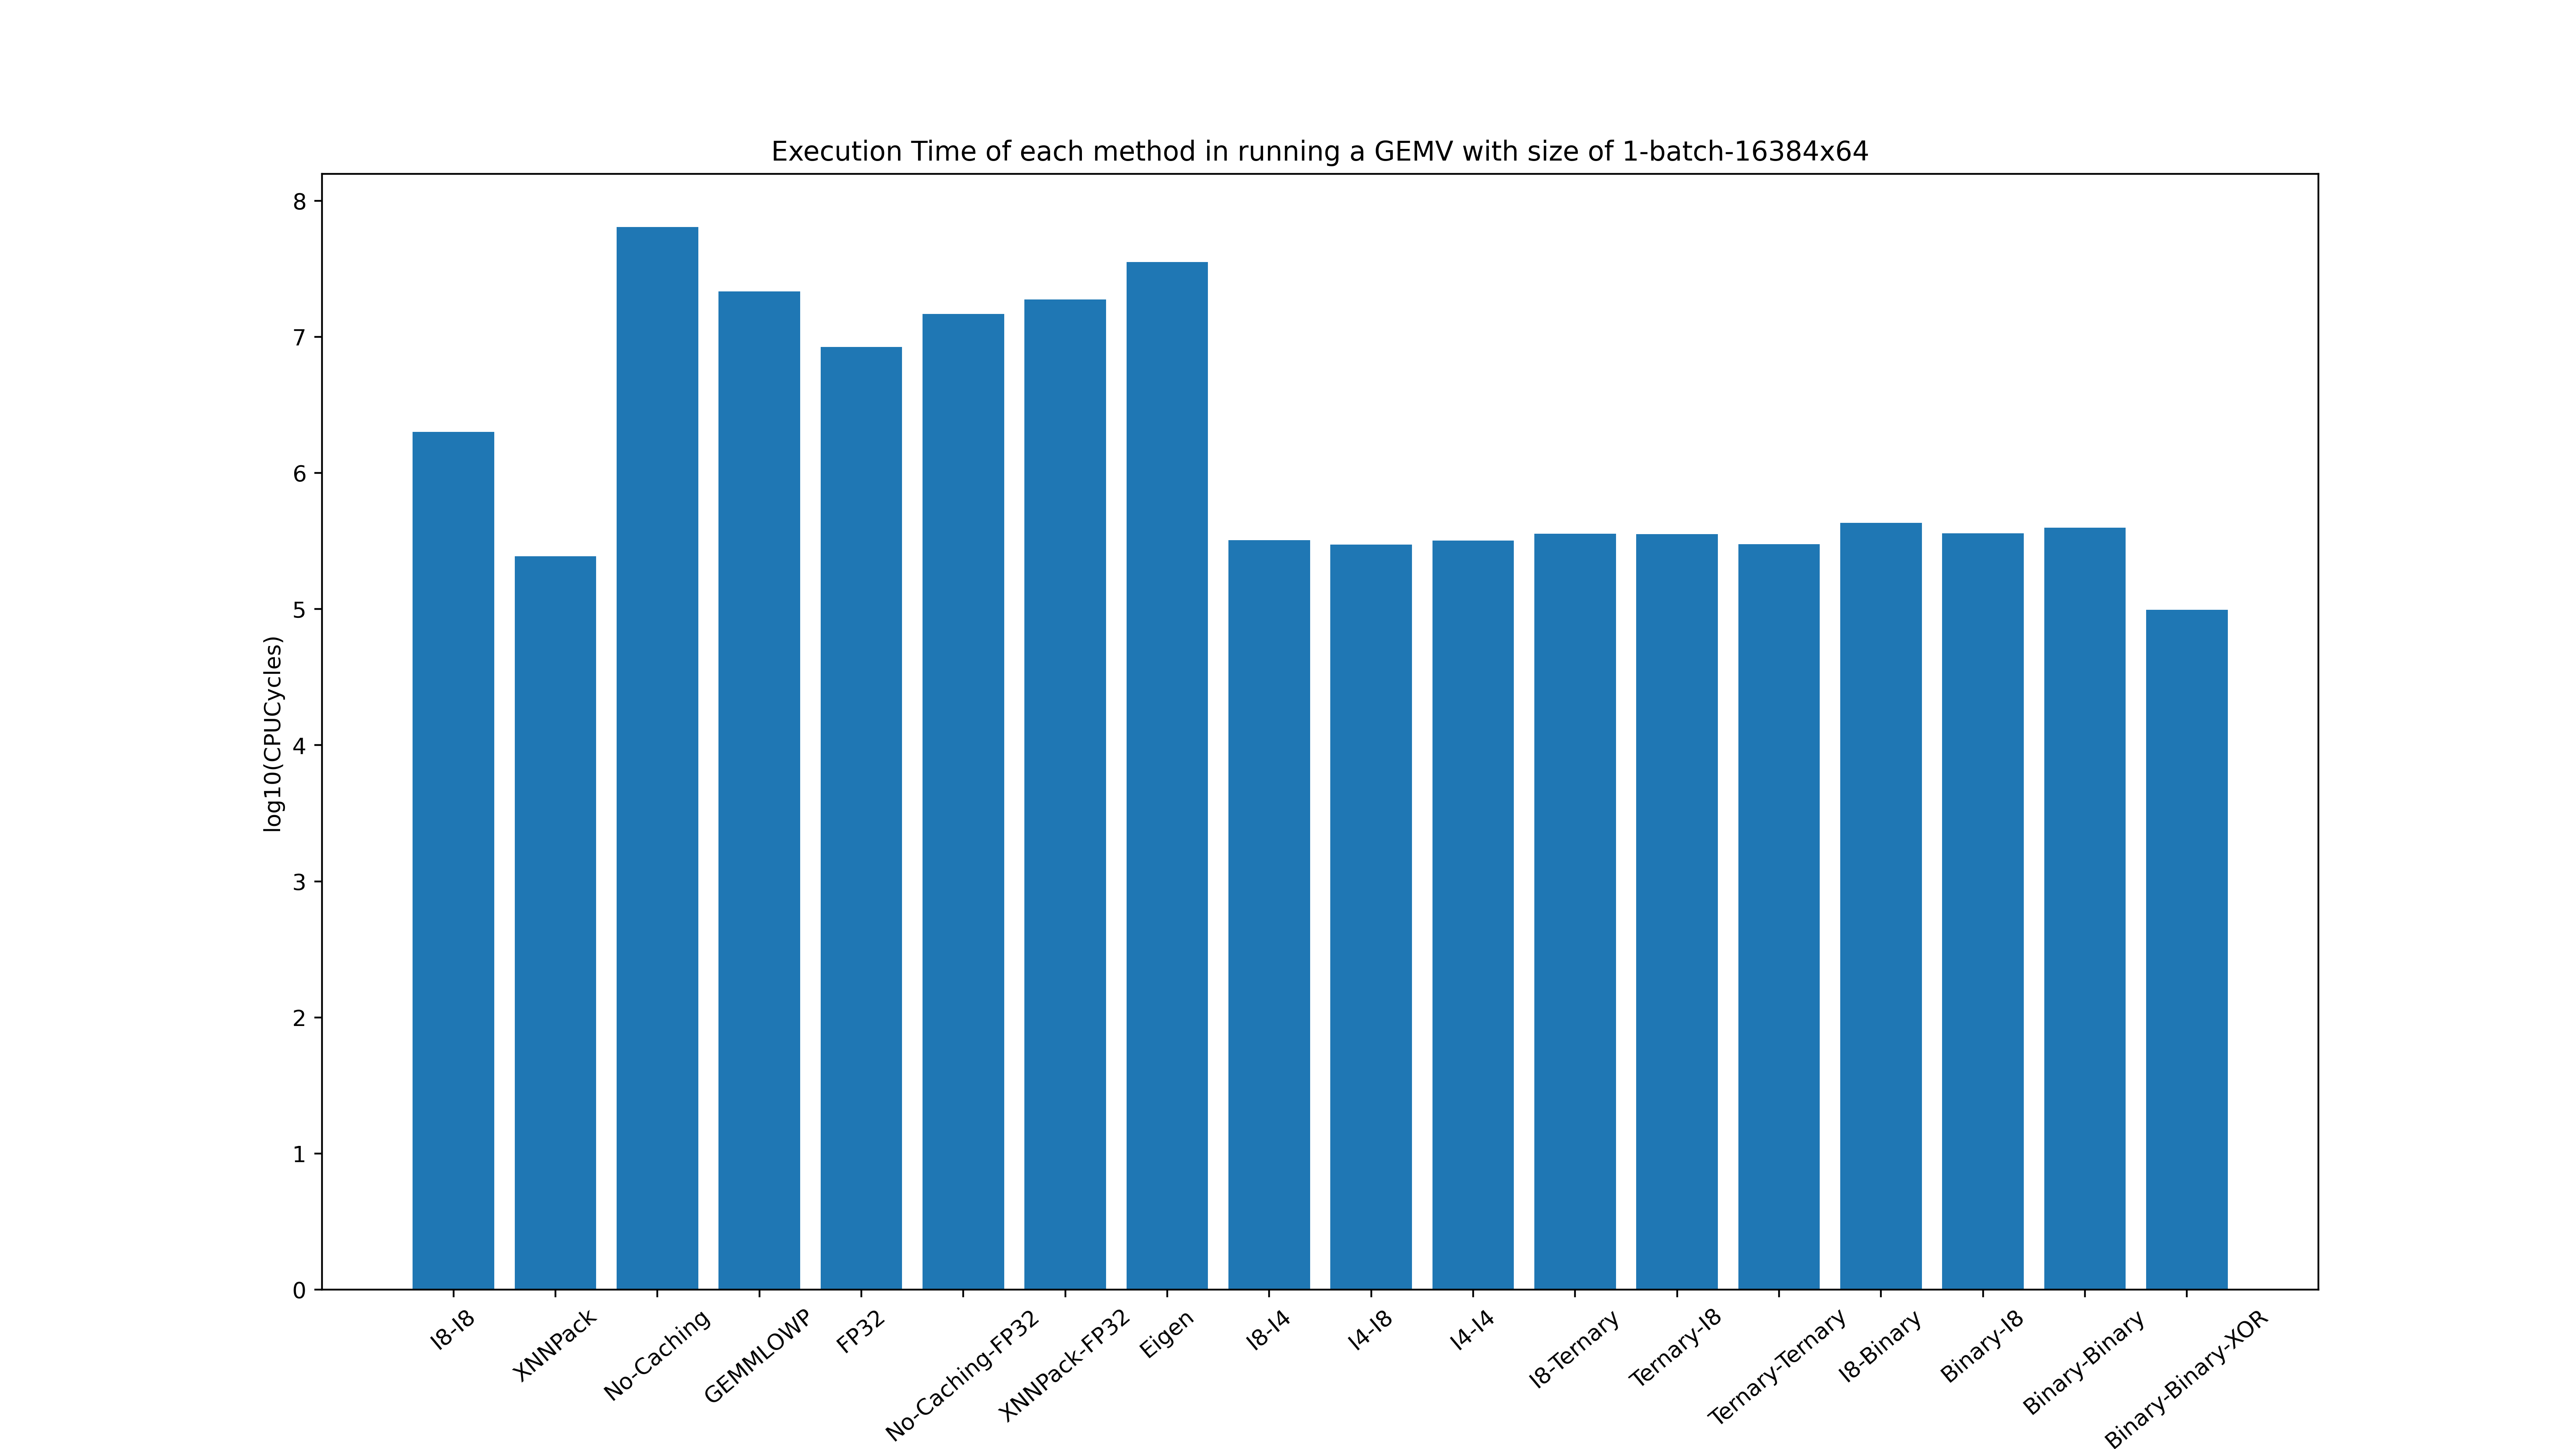 Execution Time of each method in running a GEMV with size of 1-batch-16384x64
log10(CPUCycles)
8
7
6
5
4
3
2
1
0
I8-I8
XNNPack
No-Caching
GEMMLOWP
FP32
No-Caching-FP32
XNNPack-FP32
Eigen
I8-I4
I4-I8
I4-I4
I8-Ternary
Ternary-I8
Ternary-Ternary
I8-Binary
Binary-I8
Binary-Binary
Binary-Binary-XOR